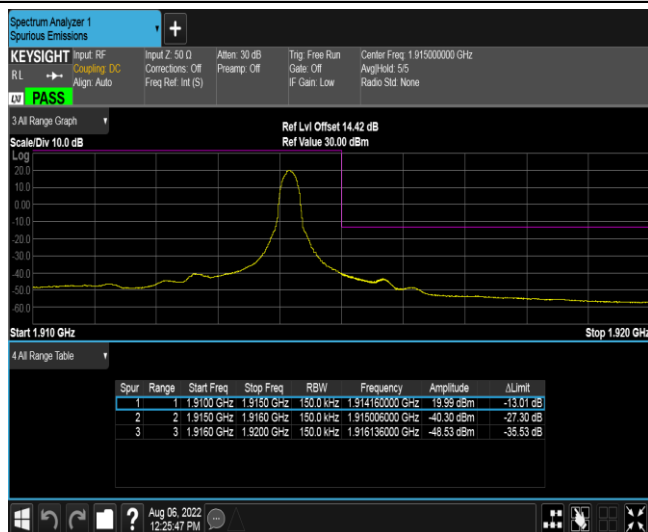 Spectrum Analyzer 1
Spurious Emissions
+
KEYSIGHT Input: RF Input Z: 50 Ω Atten: 30 dB Trig: Free Run Center Freq: 1.915000000 GHz
RL Coupling: DC Corrections: Off Preamp: Off Gate: Off Avg|Hold: 5/5
Align: Auto Freq Ref: Int (S) IF Gain: Low Radio Std: None
LXI PASS
3 All Range Graph Ref Lvl Offset 14.42 dB
Scale/Div 10.0 dB Ref Value 30.00 dBm
Log
20.0
10.0
0.00
-10.0
-20.0
-30.0
-40.0
-50.0
-60.0
Start 1.910 GHz Stop 1.920 GHz
4 All Range Table
Spur Range Start Freq Stop Freq RBW Frequency Amplitude ΔLimit
1 1 1.9100 GHz 1.9150 GHz 150.0 kHz 1.914160000 GHz 19.99 dBm -13.01 dB
2 2 1.9150 GHz 1.9160 GHz 150.0 kHz 1.915006000 GHz -40.30 dBm -27.30 dB
3 3 1.9160 GHz 1.9200 GHz 150.0 kHz 1.916136000 GHz -48.53 dBm -35.53 dB
? Aug 06, 2022
12:25:47 PM